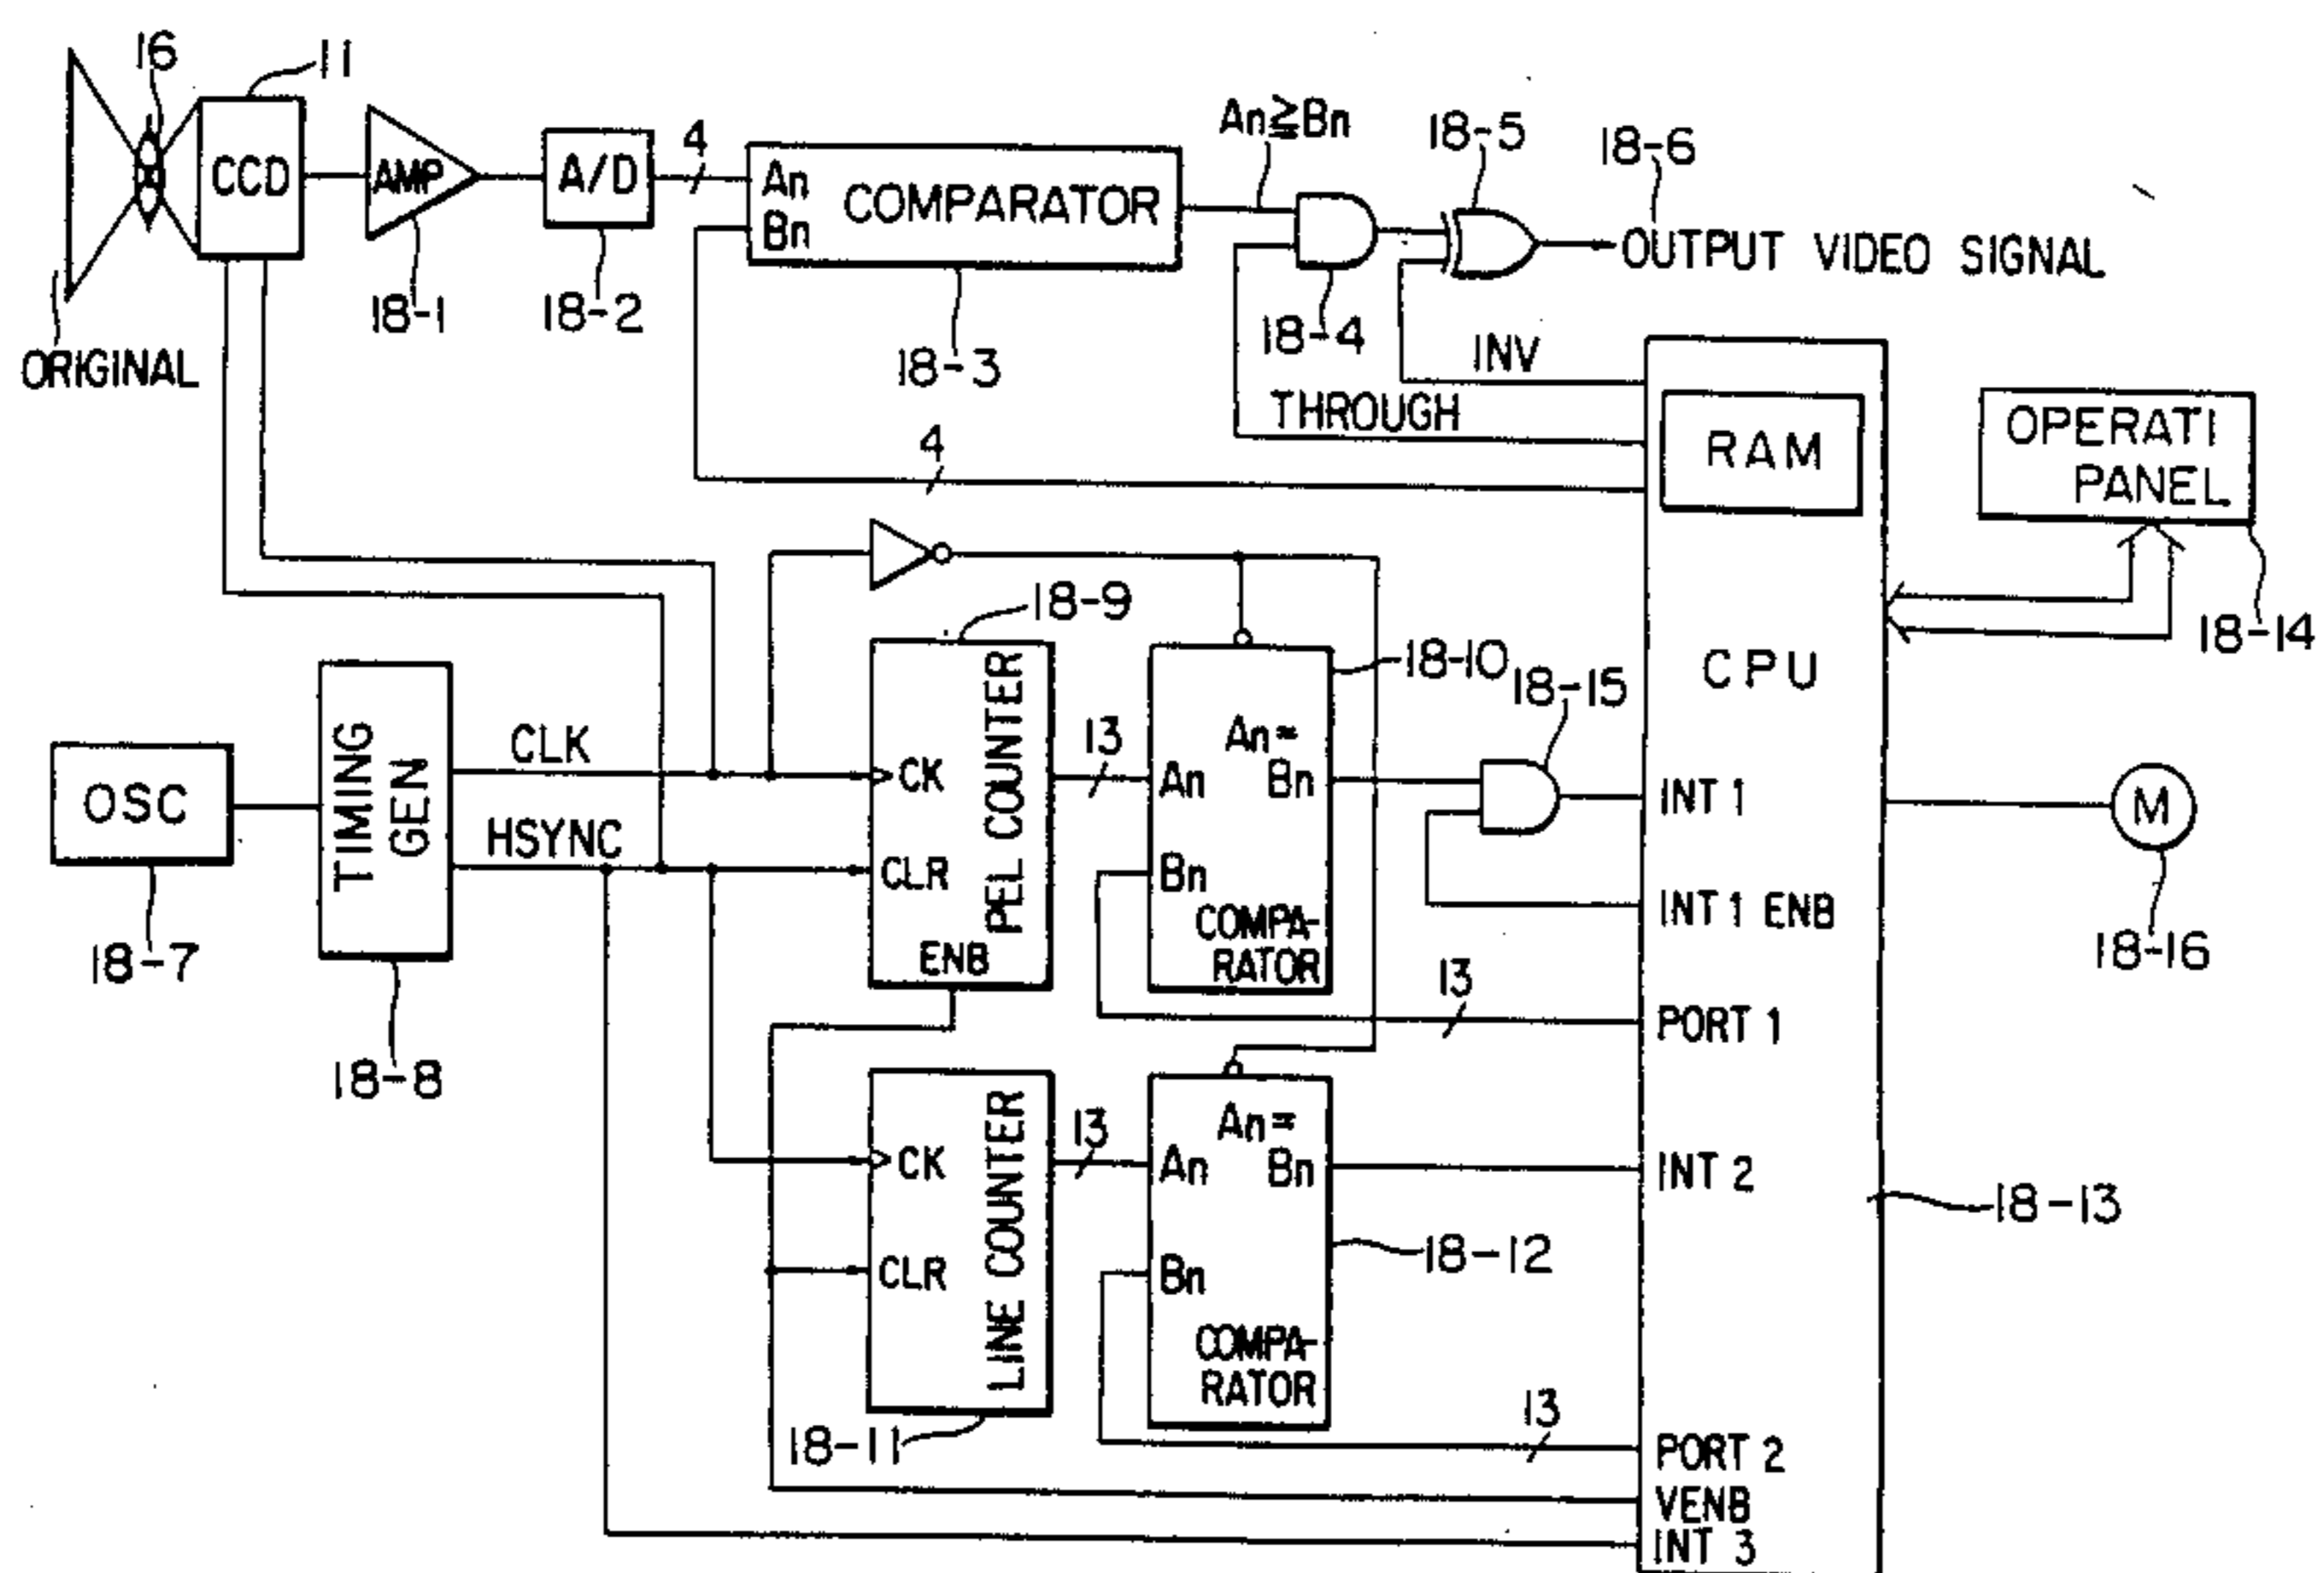 16
11
CCD
AMP
A/D
4
An
Bn
COMPARATOR
An≧Bn
18-5
18-6
OUTPUT VIDEO SIGNAL
18-1
18-2
18-3
18-4
ORIGINAL
INV
THROUGH
4
RAM
OPERATI
PANEL
18-14
18-9
18-10
18-15
CPU
OSC
18-7
TIMING
GEN
18-8
CLK
HSYNC
CK
CLR
ENB
PEL COUNTER
13
An
An=
Bn
Bn
COMPA-
RATOR
INT 1
INT 1 ENB
M
18-16
13
PORT 1
CK
CLR
LINE COUNTER
18-11
13
An
An=
Bn
Bn
COMPA-
RATOR
18-12
INT 2
18-13
13
PORT 2
VENB
INT 3